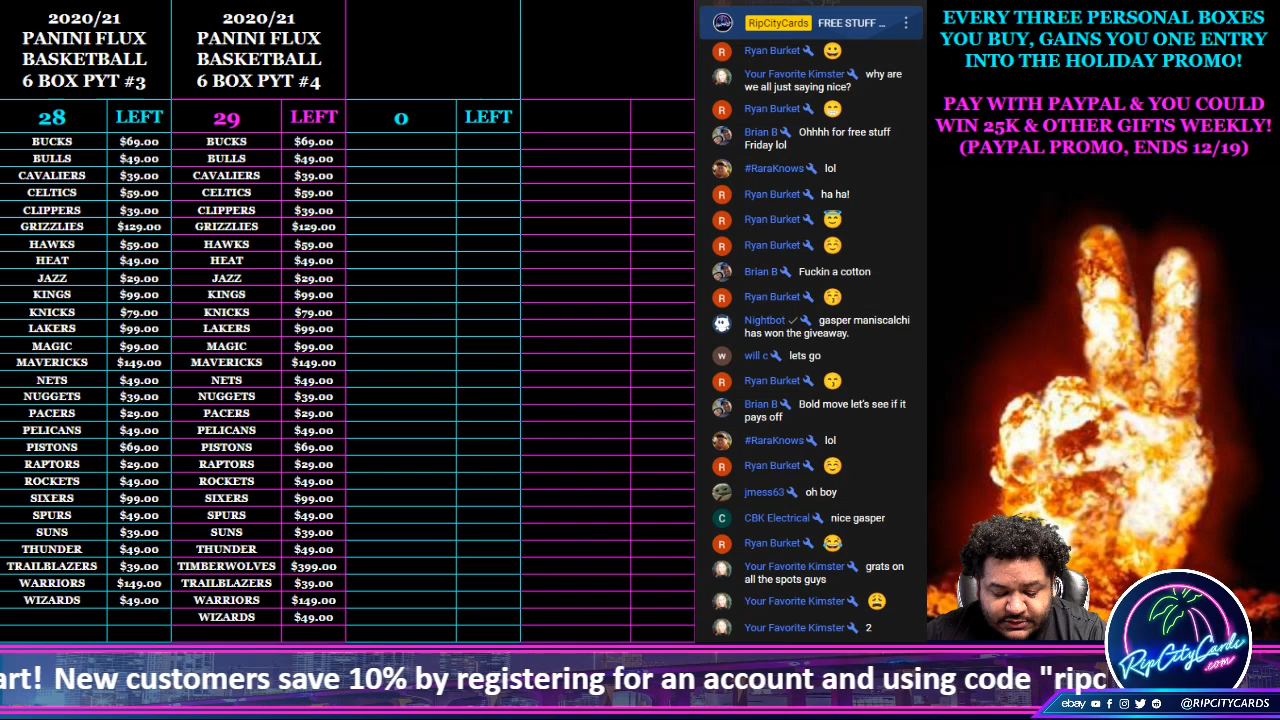 2020/21
PANINI FLUX
BASKETBALL
6 BOX PYT #3
28 LEFT
BUCKS $69.00
BULLS $49.00
CAVALIERS $39.00
CELTICS $59.00
CLIPPERS $39.00
GRIZZLIES $129.00
HAWKS $59.00
HEAT $49.00
JAZZ $29.00
KINGS $99.00
KNICKS $79.00
LAKERS $99.00
MAGIC $99.00
MAVERICKS $149.00
NETS $49.00
NUGGETS $39.00
PACERS $29.00
PELICANS $49.00
PISTONS $69.00
RAPTORS $29.00
ROCKETS $49.00
SIXERS $99.00
SPURS $49.00
SUNS $39.00
THUNDER $49.00
TRAILBLAZERS $39.00
WARRIORS $149.00
WIZARDS $49.00
2020/21
PANINI FLUX
BASKETBALL
6 BOX PYT #4
29 LEFT
BUCKS $69.00
BULLS $49.00
CAVALIERS $39.00
CELTICS $59.00
CLIPPERS $39.00
GRIZZLIES $129.00
HAWKS $59.00
HEAT $49.00
JAZZ $29.00
KINGS $99.00
KNICKS $79.00
LAKERS $99.00
MAGIC $99.00
MAVERICKS $149.00
NETS $49.00
NUGGETS $39.00
PACERS $29.00
PELICANS $49.00
PISTONS $69.00
RAPTORS $29.00
ROCKETS $49.00
SIXERS $99.00
SPURS $49.00
SUNS $39.00
THUNDER $49.00
TIMBERWOLVES $399.00
TRAILBLAZERS $39.00
WARRIORS $149.00
WIZARDS $49.00
0 LEFT
RipCityCards FREE STUFF ...
R Ryan Burket 😀
Your Favorite Kimster why are
we all just saying nice?
R Ryan Burket 😁
Brian B Ohhhh for free stuff
Friday lol
#RaraKnows lol
R Ryan Burket ha ha!
R Ryan Burket 😇
R Ryan Burket ☺️
Brian B Fuckin a cotton
R Ryan Burket 😚
Nightbot ✓ gasper maniscalchi
has won the giveaway.
w will c lets go
R Ryan Burket 😙
Brian B Bold move let's see if it
pays off
#RaraKnows lol
R Ryan Burket ☺️
jmess63 oh boy
C CBK Electrical nice gasper
R Ryan Burket 😂
Your Favorite Kimster grats on
all the spots guys
Your Favorite Kimster 😩
Your Favorite Kimster 2
EVERY THREE PERSONAL BOXES
YOU BUY, GAINS YOU ONE ENTRY
INTO THE HOLIDAY PROMO!
PAY WITH PAYPAL & YOU COULD
WIN 25K & OTHER GIFTS WEEKLY!
(PAYPAL PROMO, ENDS 12/19)
RipCityCards
.com
art! New customers save 10% by registering for an account and using code "ripc
ebay @RIPCITYCARDS